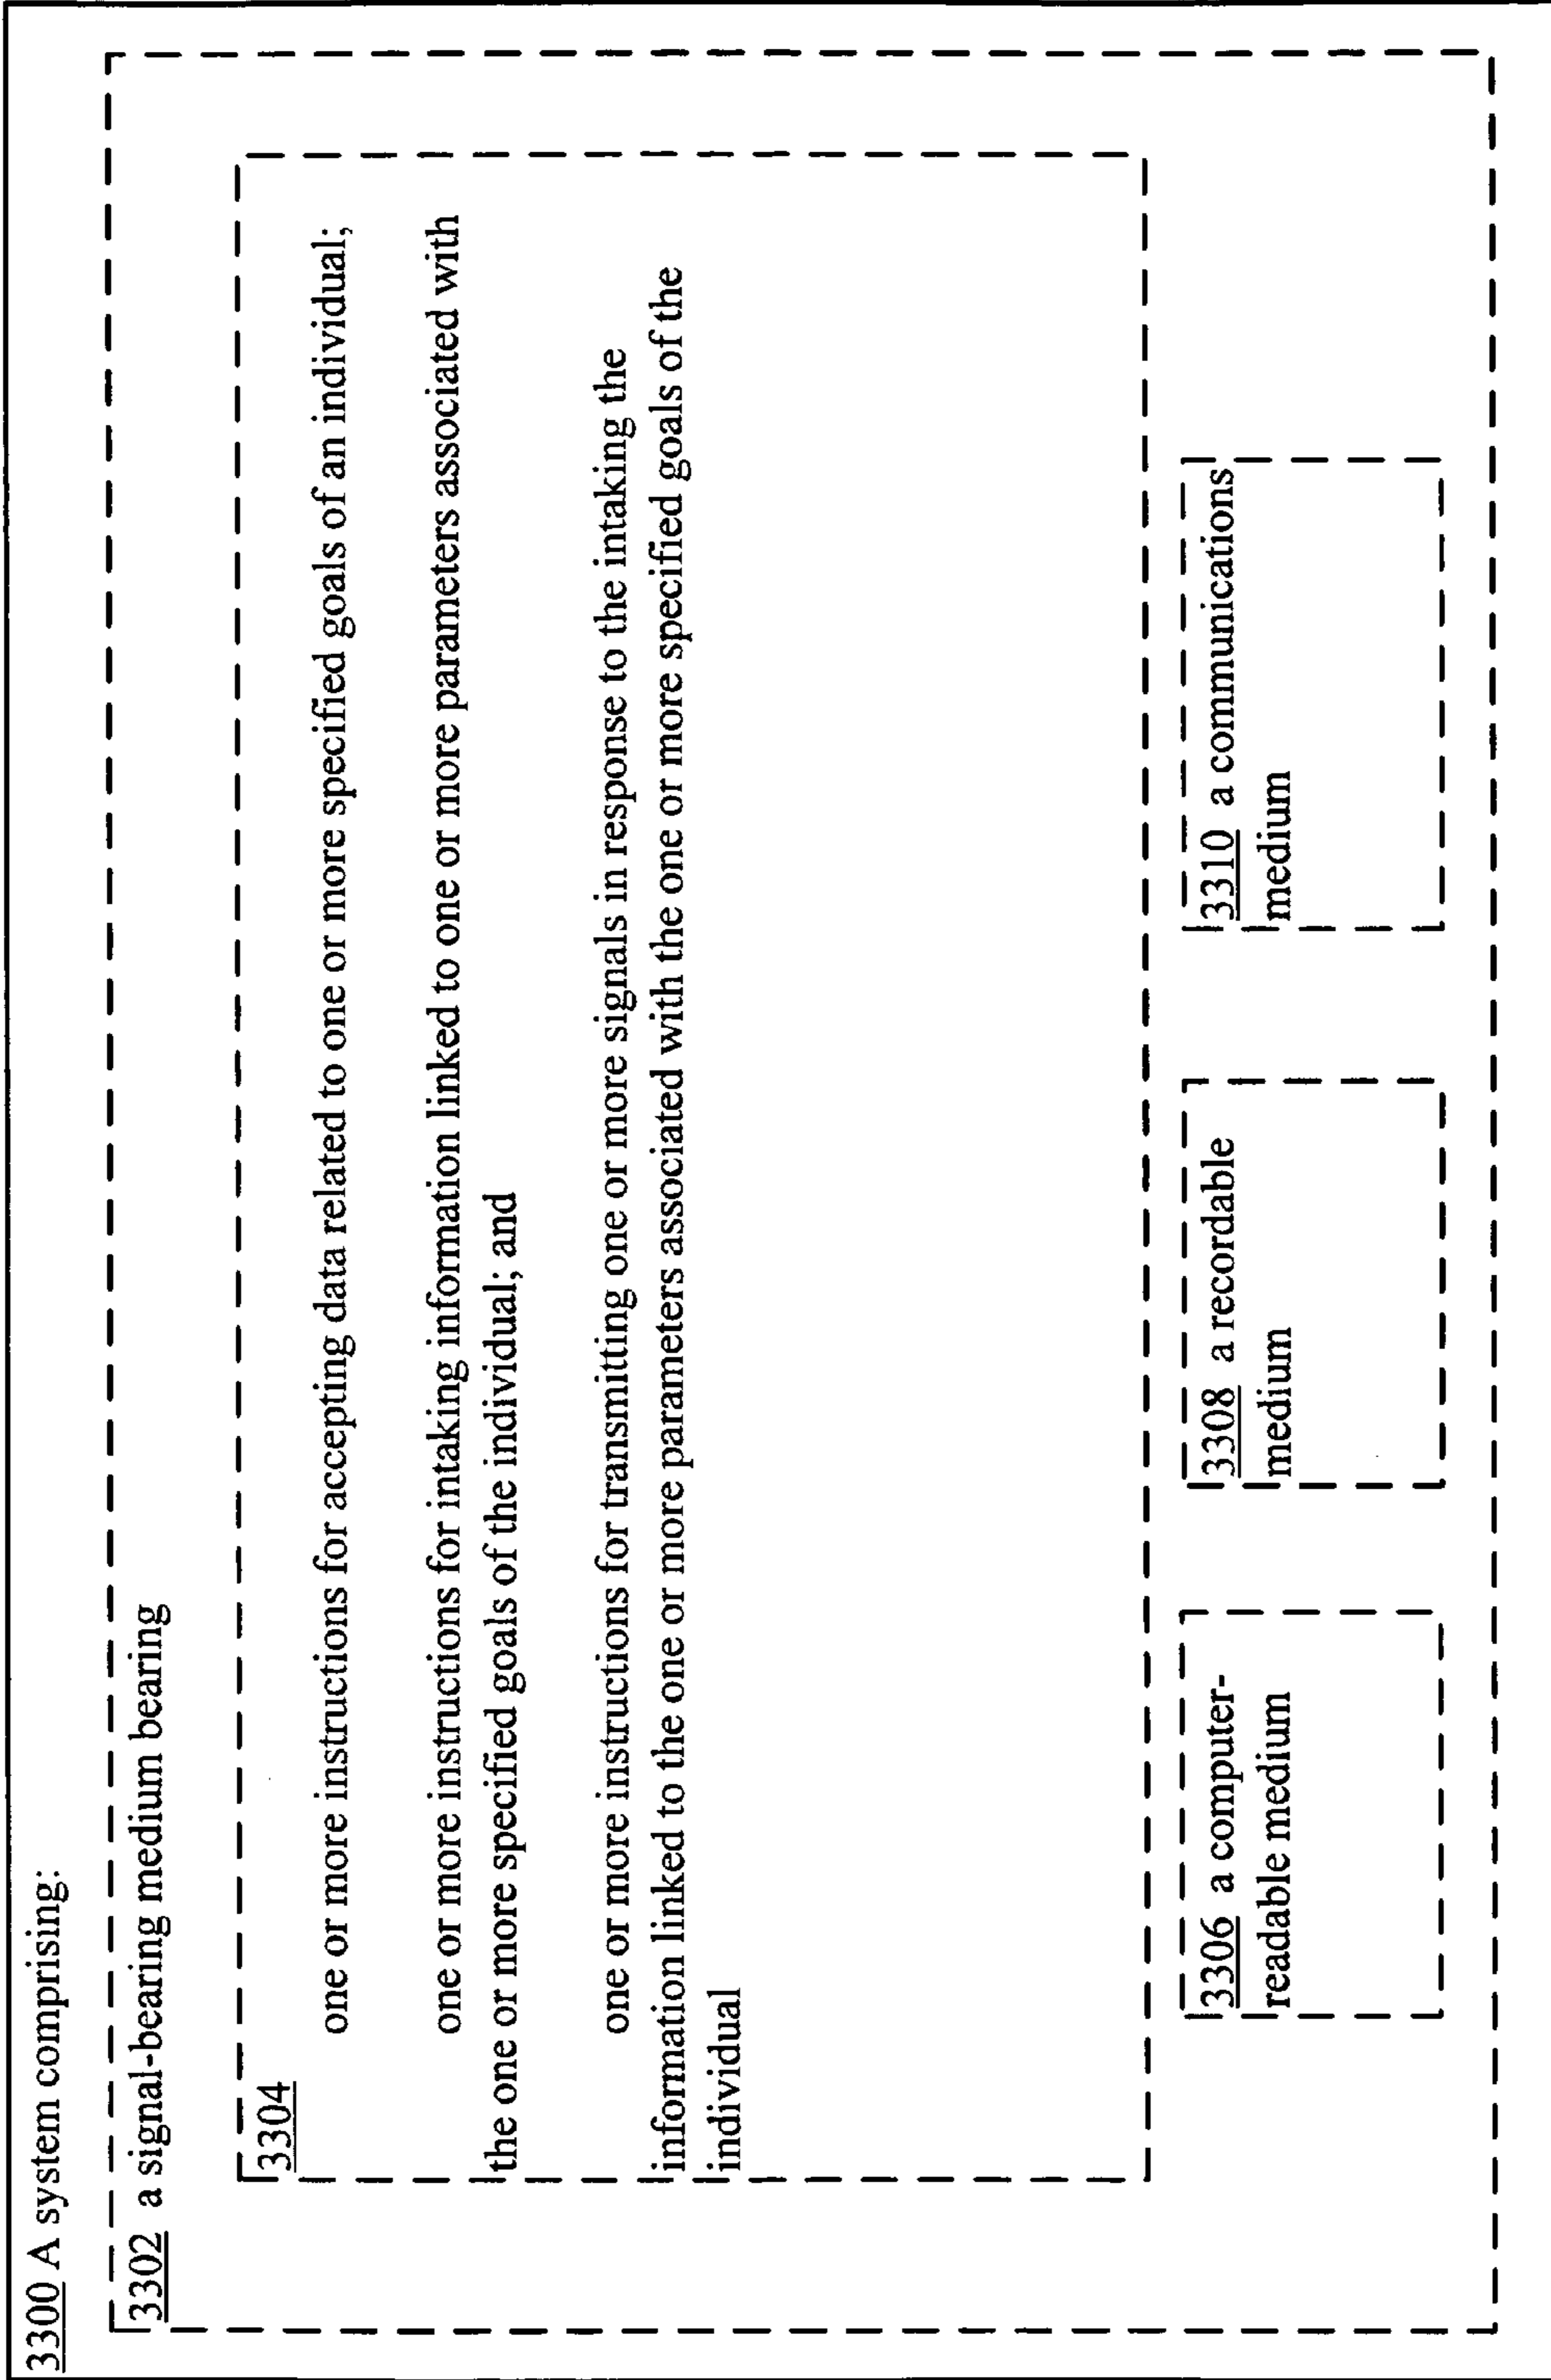 3300 A system comprising:
3302 a signal-bearing medium bearing
3304
one or more instructions for accepting data related to one or more specified goals of an individual;
one or more instructions for intaking information linked to one or more parameters associated with
the one or more specified goals of the individual; and
one or more instructions for transmitting one or more signals in response to the intaking the
information linked to the one or more parameters associated with the one or more specified goals of the
individual
3306 a computer-
readable medium
3308 a recordable
medium
3310 a communications
medium